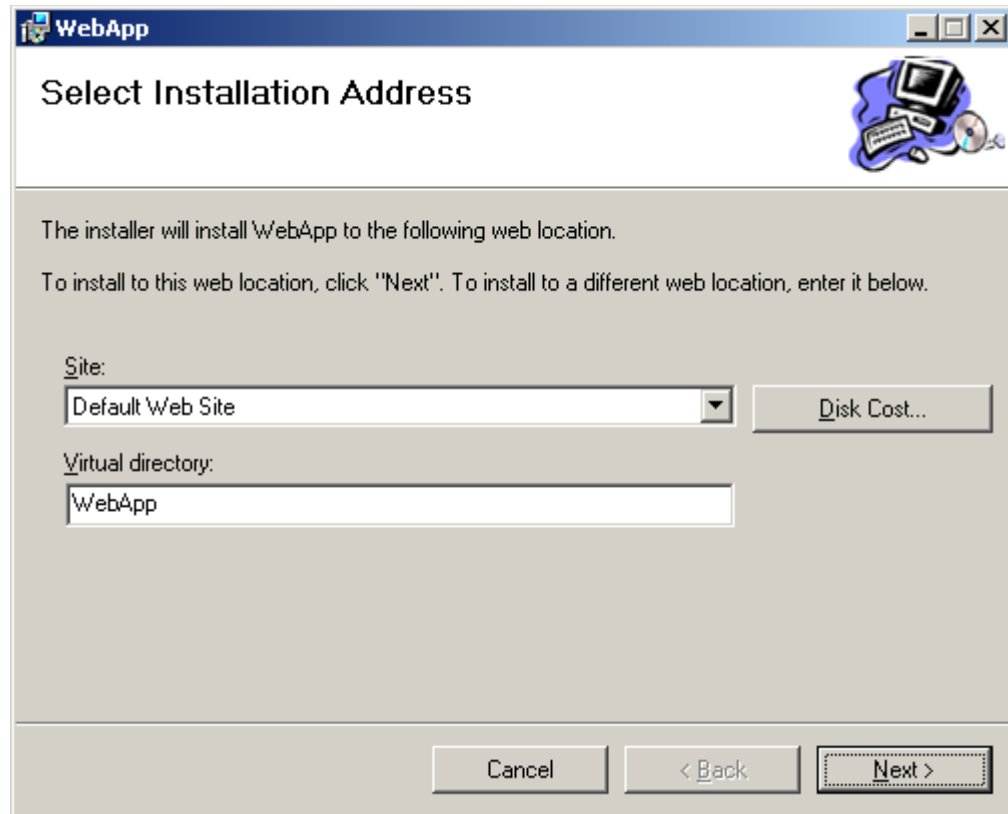 WebApp
Select Installation Address
The installer will install WebApp to the following web location.
To install to this web location, click "Next". To install to a different web location, enter it below.
Site:
Default Web Site
Disk Cost...
Virtual directory:
WebApp
Cancel
< Back
Next >